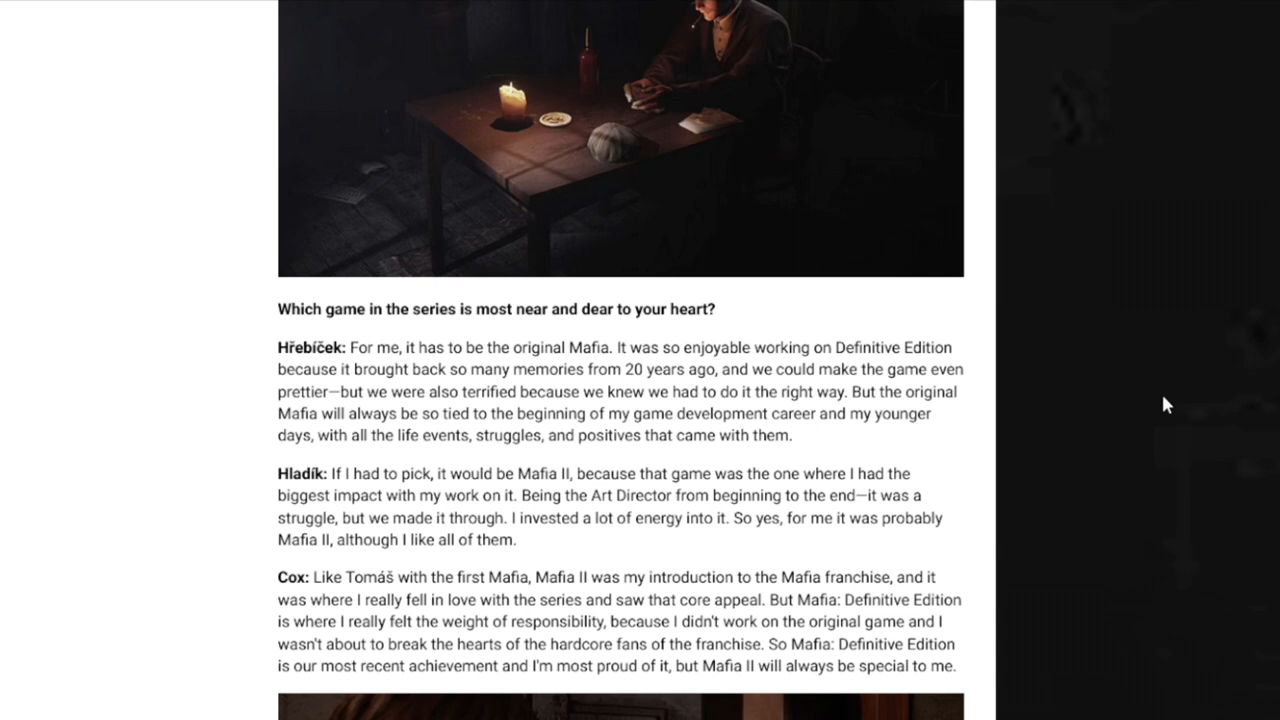 Which game in the series is most near and dear to your heart?
Hřebíček: For me, it has to be the original Mafia. It was so enjoyable working on Definitive Edition
because it brought back so many memories from 20 years ago, and we could make the game even
prettier—but we were also terrified because we knew we had to do it the right way. But the original
Mafia will always be so tied to the beginning of my game development career and my younger
days, with all the life events, struggles, and positives that came with them.
Hladík: If I had to pick, it would be Mafia II, because that game was the one where I had the
biggest impact with my work on it. Being the Art Director from beginning to the end—it was a
struggle, but we made it through. I invested a lot of energy into it. So yes, for me it was probably
Mafia II, although I like all of them.
Cox: Like Tomáš with the first Mafia, Mafia II was my introduction to the Mafia franchise, and it
was where I really fell in love with the series and saw that core appeal. But Mafia: Definitive Edition
is where I really felt the weight of responsibility, because I didn't work on the original game and I
wasn't about to break the hearts of the hardcore fans of the franchise. So Mafia: Definitive Edition
is our most recent achievement and I'm most proud of it, but Mafia II will always be special to me.